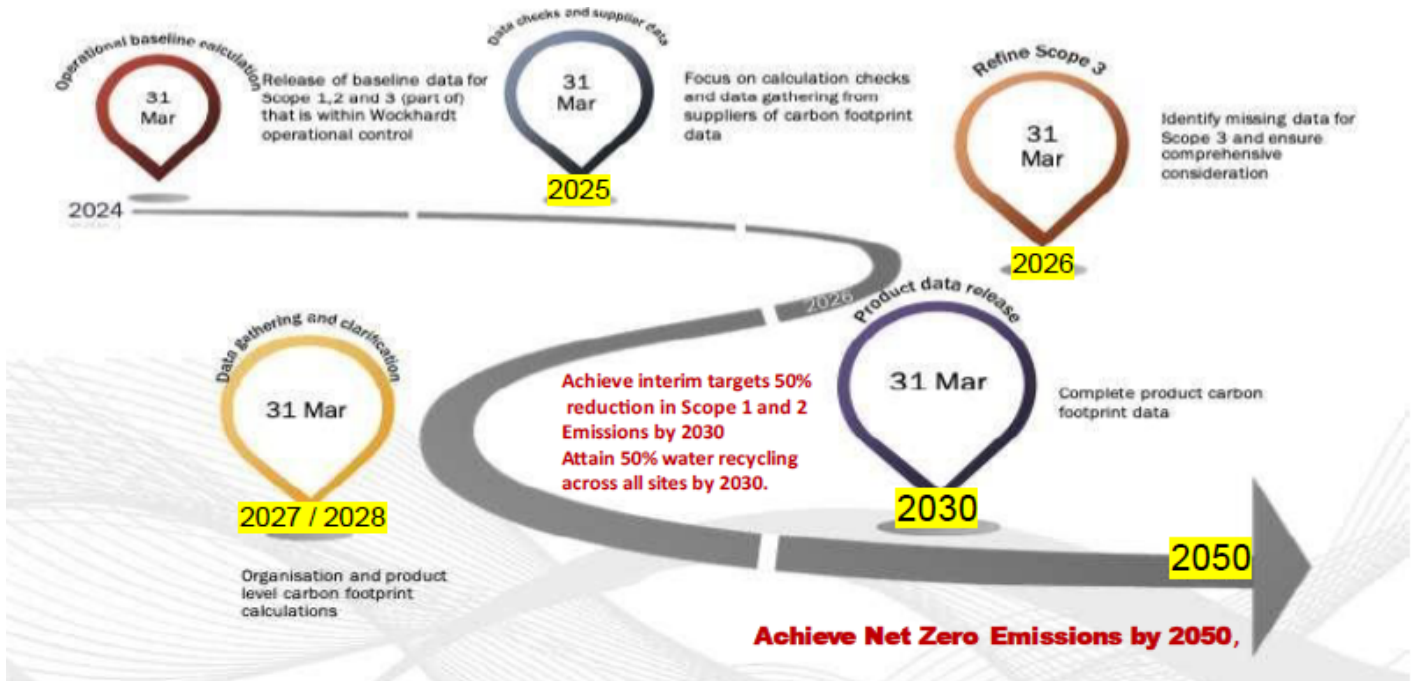 Operational baseline calculation
31
Mar
Release of baseline data for
Scope 1,2 and 3 (part of)
that is within Wockhardt
operational control
2024
Data checks and supplier data
31
Mar
2025
Focus on calculation checks
and data gathering from
suppliers of carbon footprint
data
Refine Scope 3
31
Mar
2026
Identify missing data for
Scope 3 and ensure
comprehensive
consideration
2026
Data gathering and clarification
31 Mar
2027 / 2028
Organisation and product
level carbon footprint
calculations
Achieve interim targets 50%
reduction in Scope 1 and 2
Emissions by 2030
Attain 50% water recycling
across all sites by 2030.
Product data release
31 Mar
2030
Complete product carbon
footprint data
2050
Achieve Net Zero Emissions by 2050,